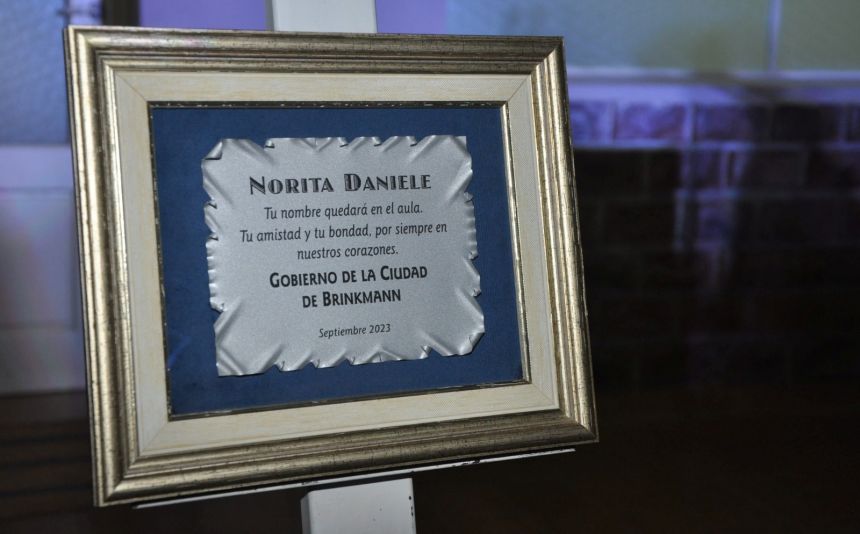 NORITA DANIELE
Tu nombre quedará en el aula.
Tu amistad y tu bondad, por siempre en
nuestros corazones.
GOBIERNO DE LA CIUDAD
DE BRINKMANN
Septiembre 2023